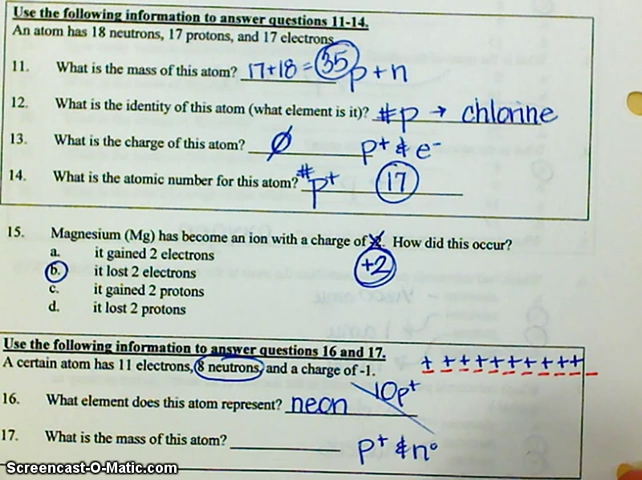 Use the following information to answer questions 11-14.
An atom has 18 neutrons, 17 protons, and 17 electrons
11. What is the mass of this atom? 17+18=35 p+n
12. What is the identity of this atom (what element is it)? #p → chlorine
13. What is the charge of this atom? Ø p⁺ & e⁻
14. What is the atomic number for this atom? #p⁺ 17
15. Magnesium (Mg) has become an ion with a charge of . How did this occur?
+2
a. it gained 2 electrons
b. it lost 2 electrons
c. it gained 2 protons
d. it lost 2 protons
Use the following information to answer questions 16 and 17.
A certain atom has 11 electrons, 8 neutrons, and a charge of -1.
+ + + + + + + + + +
- - - - - - - - - - -
16. What element does this atom represent? neon 10p⁺
17. What is the mass of this atom? p⁺ & n°
Screencast-O-Matic.com